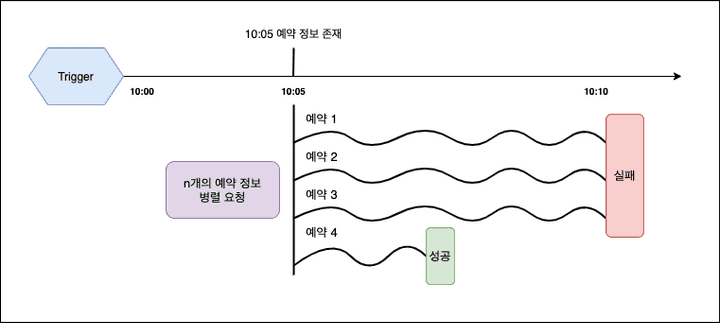 10:05 예약 정보 존재
Trigger
10:00
10:05
10:10
예약 1
예약 2
n개의 예약 정보
병렬 요청
실패
예약 3
예약 4
성공